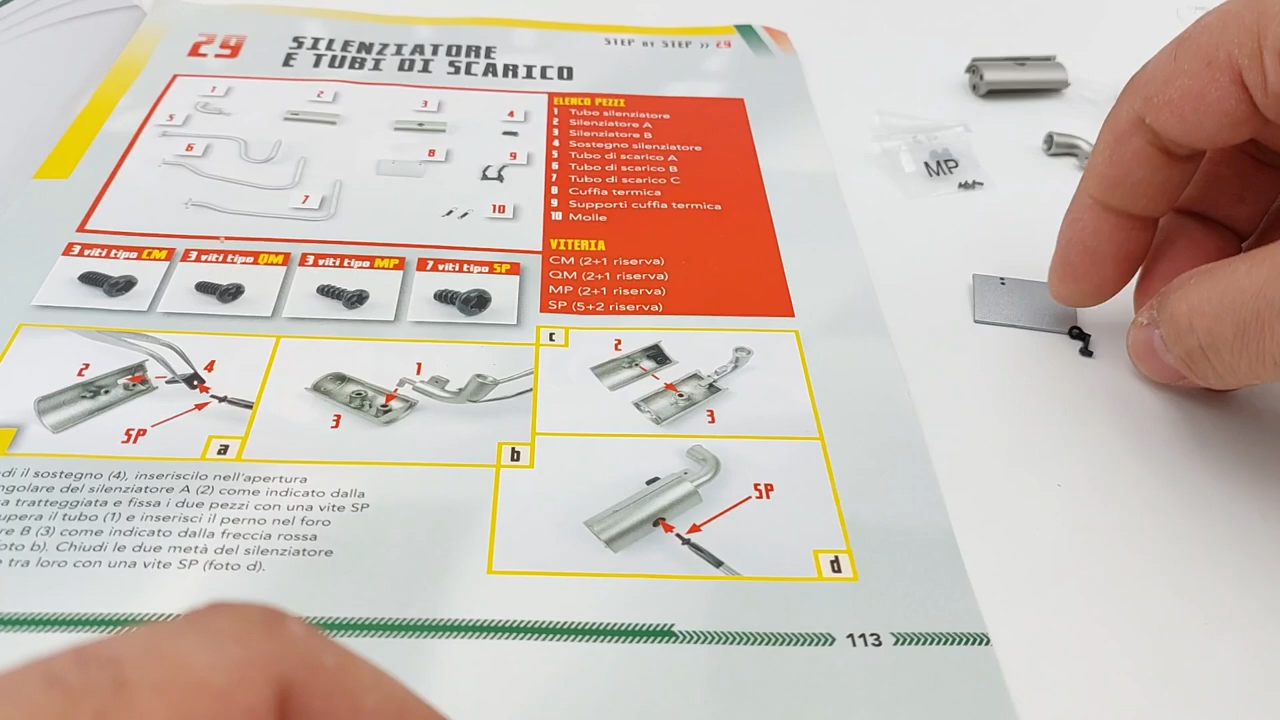 29
SILENZIATORE
E TUBI DI SCARICO
STEP BY STEP >> 29
1
2
3
4
5
6
7
8
9
10
ELENCO PEZZI
1 Tubo silenziatore
2 Silenziatore A
3 Silenziatore B
4 Sostegno silenziatore
5 Tubo di scarico A
6 Tubo di scarico B
7 Tubo di scarico C
8 Cuffia termica
9 Supporti cuffia termica
10 Molle
VITERIA
CM (2+1 riserva)
QM (2+1 riserva)
MP (2+1 riserva)
SP (5+2 riserva)
3 viti tipo CM
3 viti tipo QM
3 viti tipo MP
7 viti tipo SP
2
4
SP
a
1
3
b
c
2
3
SP
d
di il sostegno (4), inseriscilo nell'apertura
ngolare del silenziatore A (2) come indicato dalla
a tratteggiata e fissa i due pezzi con una vite SP
upera il tubo (1) e inserisci il perno nel foro
re B (3) come indicato dalla freccia rossa
oto b). Chiudi le due metà del silenziatore
e tra loro con una vite SP (foto d).
113
MP